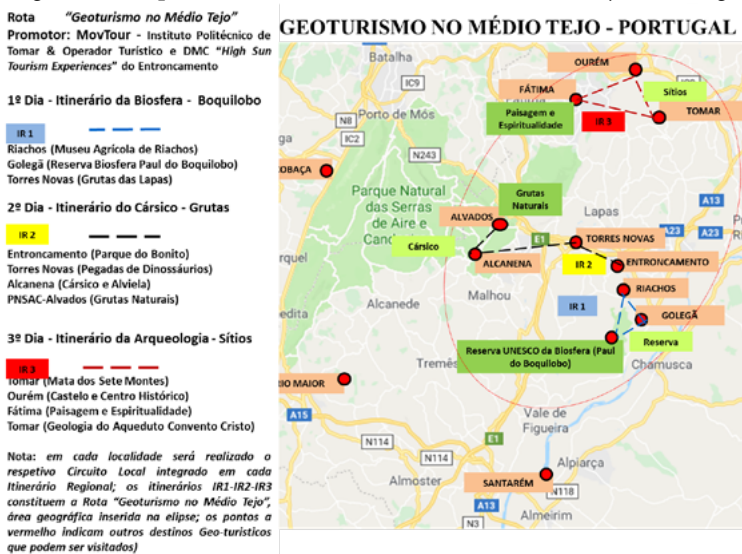 Rota "Geoturismo no Médio Tejo"
Promotor: MovTour - Instituto Politécnico de
Tomar & Operador Turístico e DMC "High Sun
Tourism Experiences" do Entroncamento
1º Dia - Itinerário da Biosfera - Boquilobo
IR 1
Riachos (Museu Agrícola de Riachos)
Golegã (Reserva Biosfera Paul do Boquilobo)
Torres Novas (Grutas das Lapas)
2º Dia - Itinerário do Cársico - Grutas
IR 2
Entroncamento (Parque do Bonito)
Torres Novas (Pegadas de Dinossáurios)
Alcanena (Cársico e Alviela)
PNSAC-Alvados (Grutas Naturais)
3º Dia - Itinerário da Arqueologia - Sítios
IR 3
Tomar (Mata dos Sete Montes)
Ourém (Castelo e Centro Histórico)
Fátima (Paisagem e Espiritualidade)
Tomar (Geologia do Aqueduto Convento Cristo)
Nota: em cada localidade será realizado o
respetivo Circuito Local integrado em cada
Itinerário Regional; os itinerários IR1-IR2-IR3
constituem a Rota "Geoturismo no Médio Tejo",
área geográfica inserida na elipse; os pontos a
vermelho indicam outros destinos Geo-turisticos
que podem ser visitados)
GEOTURISMO NO MÉDIO TEJO - PORTUGAL
Batalha
OURÉM
IC9
FÁTIMA
Sítios
N8
Porto de Mós
Paisagem e
Espiritualidade
IR 3
TOMAR
IC2
N243
OBAÇA
Parque Natural
das Serras
de Aire e
Grutas
Naturais
A13
ALVADOS
Lapas
Cársico
E1
TORRES NOVAS
A23
A23
ALCANENA
IR 2
ENTRONCAMENTO
RIACHOS
Malhou
IR 1
Alcanede
GOLEGÃ
edita
Reserva UNESCO da Biosfera (Paul
do Boquilobo)
Reserva
Chamusca
IO MAIOR
A15
Vale de
Figueira
E1
N114
N114
Alpiarça
Almoster
SANTARÉM
N118
A13
Almeirim
N3